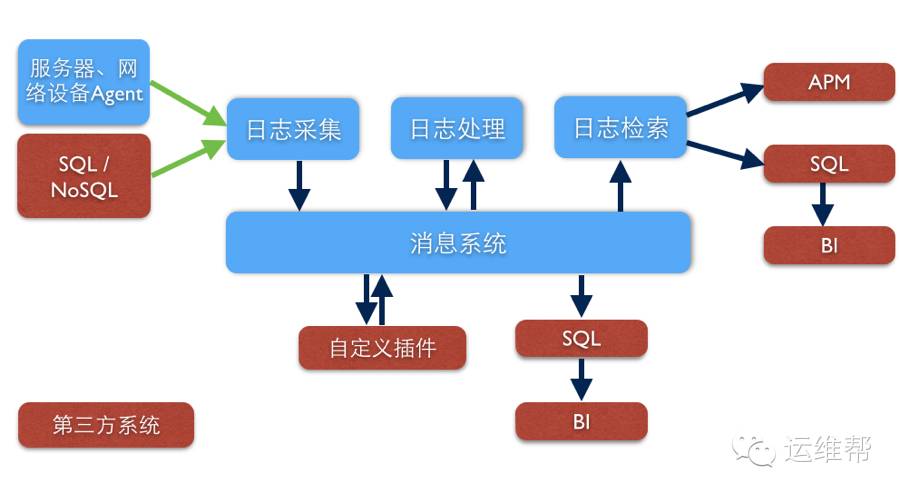 服务器、网
络设备Agent
SQL /
NoSQL
日志采集
日志处理
日志检索
APM
SQL
BI
消息系统
自定义插件
SQL
BI
第三方系统
运维帮